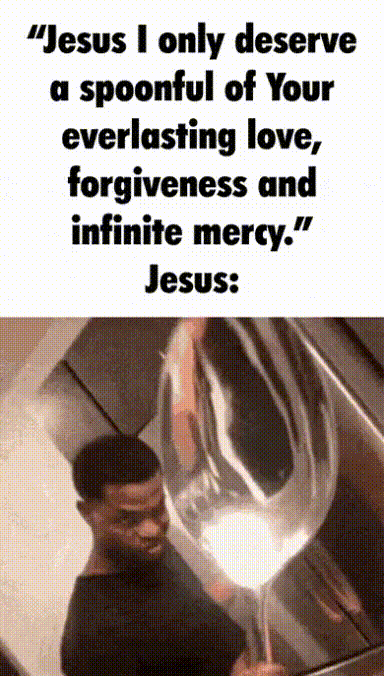 “Jesus I only deserve
a spoonful of Your
everlasting love,
forgiveness and
infinite mercy.”
Jesus: